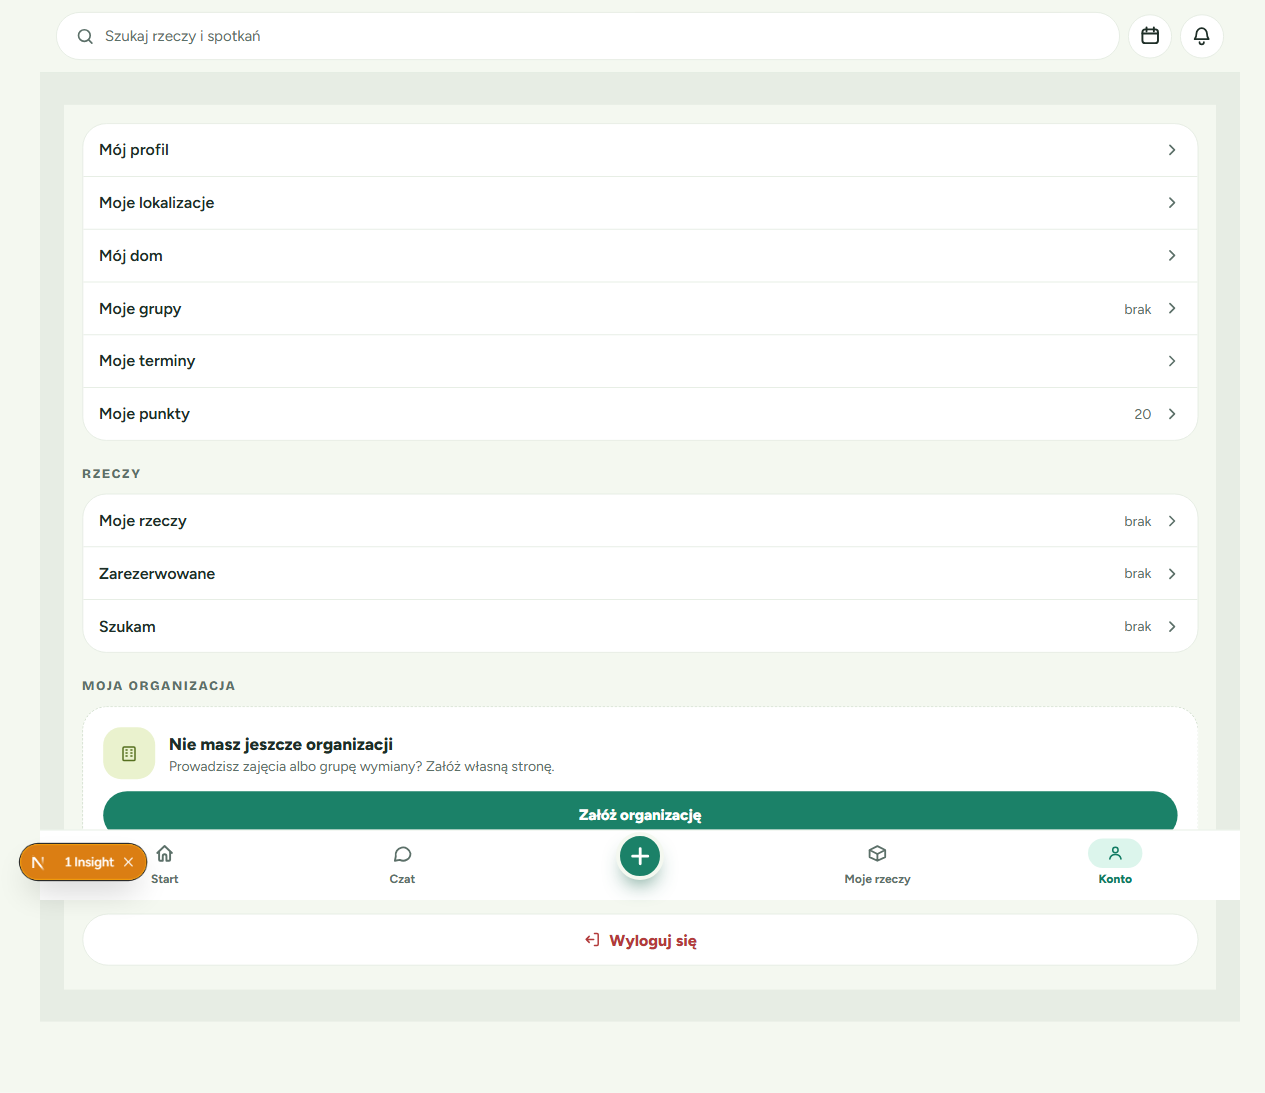 Szukaj rzeczy i spotkań
Mój profil
Moje lokalizacje
Mój dom
Moje grupy brak
Moje terminy
Moje punkty 20
RZECZY
Moje rzeczy brak
Zarezerwowane brak
Szukam brak
MOJA ORGANIZACJA
Nie masz jeszcze organizacji
Prowadzisz zajęcia albo grupę wymiany? Załóż własną stronę.
Załóż organizację
N 1 Insight
Start Czat Moje rzeczy Konto
Wyloguj się